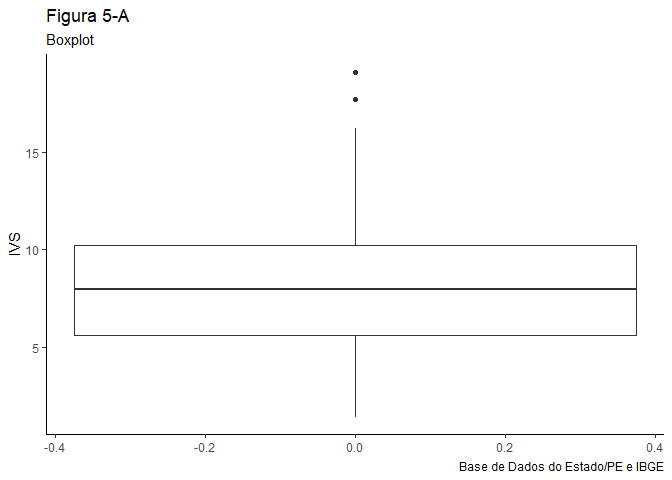 Figura 5-A
Boxplot
15
10
5
IVS
-0.4 -0.2 0.0 0.2 0.4
Base de Dados do Estado/PE e IBGE